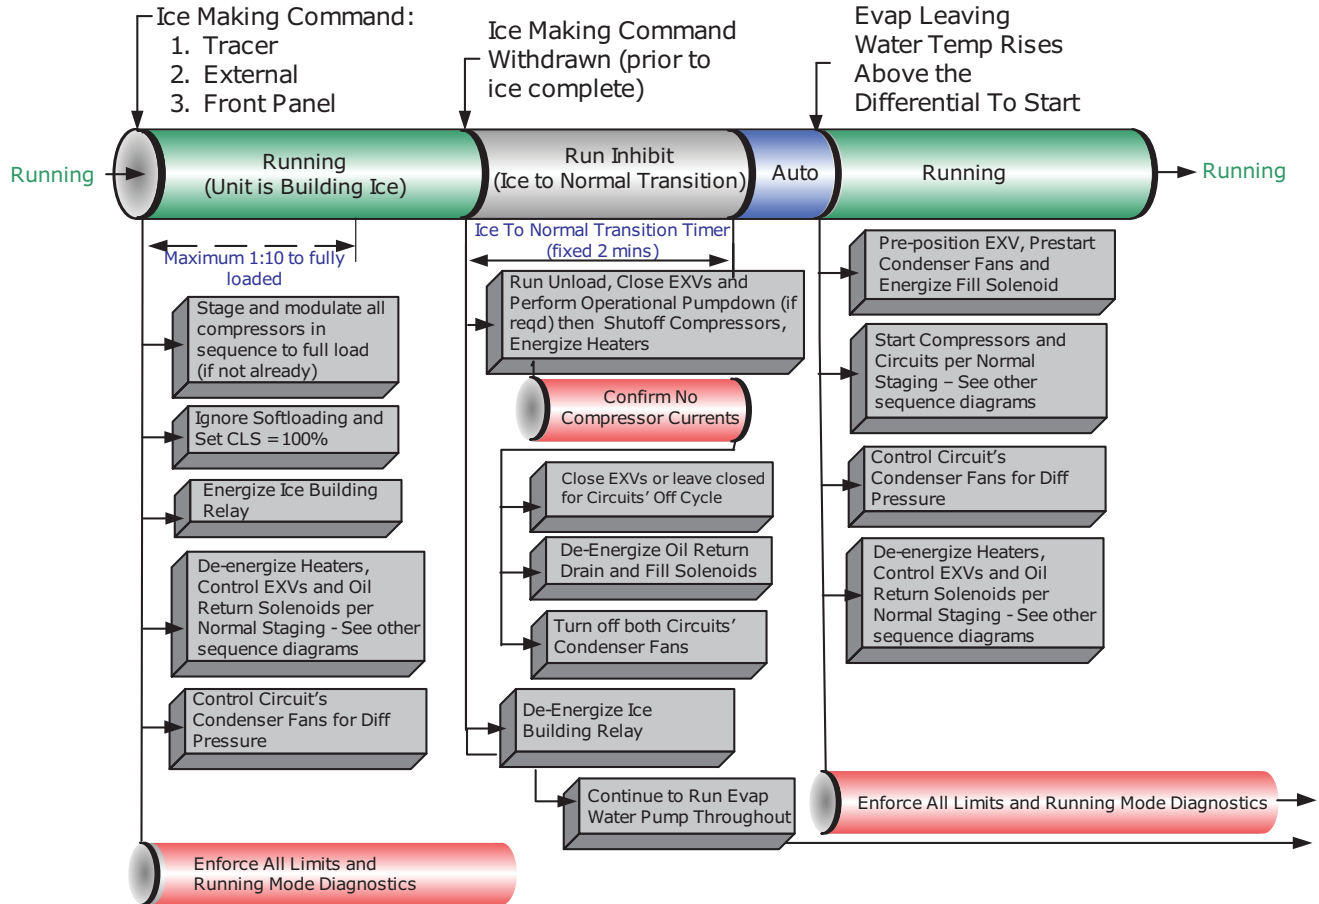 Ice Making Command:
1. Tracer
2. External
3. Front Panel
Ice Making Command
Withdrawn (prior to
ice complete)
Evap Leaving
Water Temp Rises
Above the
Differential To Start
Running
Running
(Unit is Building Ice)
Run Inhibit
(Ice to Normal Transition)
Auto
Running
Running
Maximum 1:10 to fully
loaded
Stage and modulate all
compressors in
sequence to full load
(if not already)
Ignore Softloading and
Set CLS =100%
Energize Ice Building
Relay
De-energize Heaters,
Control EXVs and Oil
Return Solenoids per
Normal Staging - See other
sequence diagrams
Control Circuit's
Condenser Fans for Diff
Pressure
Enforce All Limits and
Running Mode Diagnostics
Ice To Normal Transition Timer
(fixed 2 mins)
Run Unload, Close EXVs and
Perform Operational Pumpdown (if
reqd) then Shutoff Compressors,
Energize Heaters
Confirm No
Compressor Currents
Close EXVs or leave closed
for Circuits' Off Cycle
De-Energize Oil Return
Drain and Fill Solenoids
Turn off both Circuits'
Condenser Fans
De-Energize Ice
Building Relay
Continue to Run Evap
Water Pump Throughout
Pre-position EXV, Prestart
Condenser Fans and
Energize Fill Solenoid
Start Compressors and
Circuits per Normal
Staging – See other
sequence diagrams
Control Circuit's
Condenser Fans for Diff
Pressure
De-energize Heaters,
Control EXVs and Oil
Return Solenoids per
Normal Staging - See other
sequence diagrams
Enforce All Limits and Running Mode Diagnostics